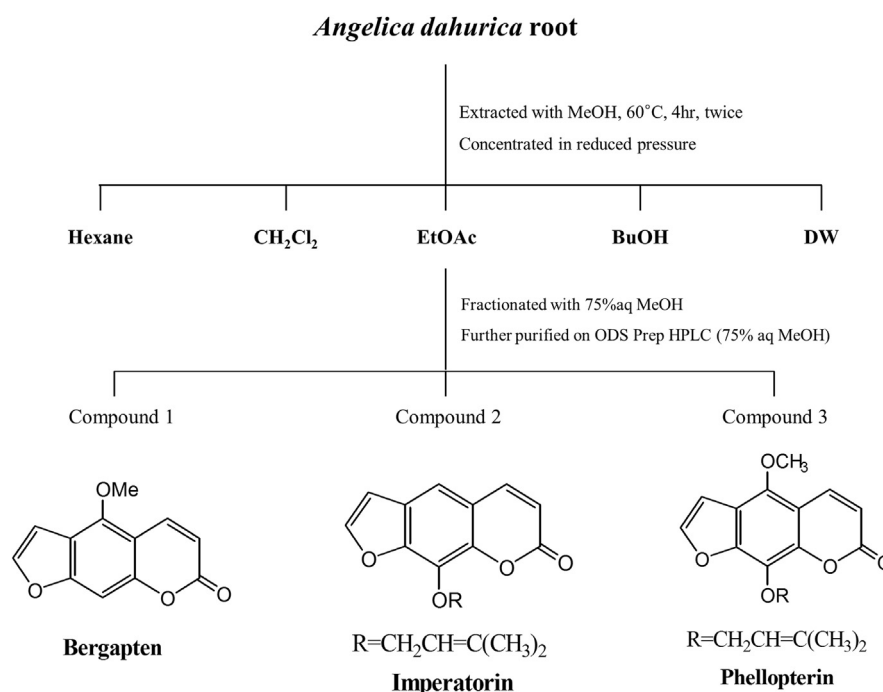 Angelica dahurica root
Extracted with MeOH, 60°C, 4hr, twice
Concentrated in reduced pressure
Hexane CH₂Cl₂ EtOAc BuOH DW
Fractionated with 75%aq MeOH
Further purified on ODS Prep HPLC (75% aq MeOH)
Compound 1 Compound 2 Compound 3
OMe
O O O
Bergapten
O O O
OR
R=CH₂CH=C(CH₃)₂
Imperatorin
OCH₃
O O O
OR
R=CH₂CH=C(CH₃)₂
Phellopterin